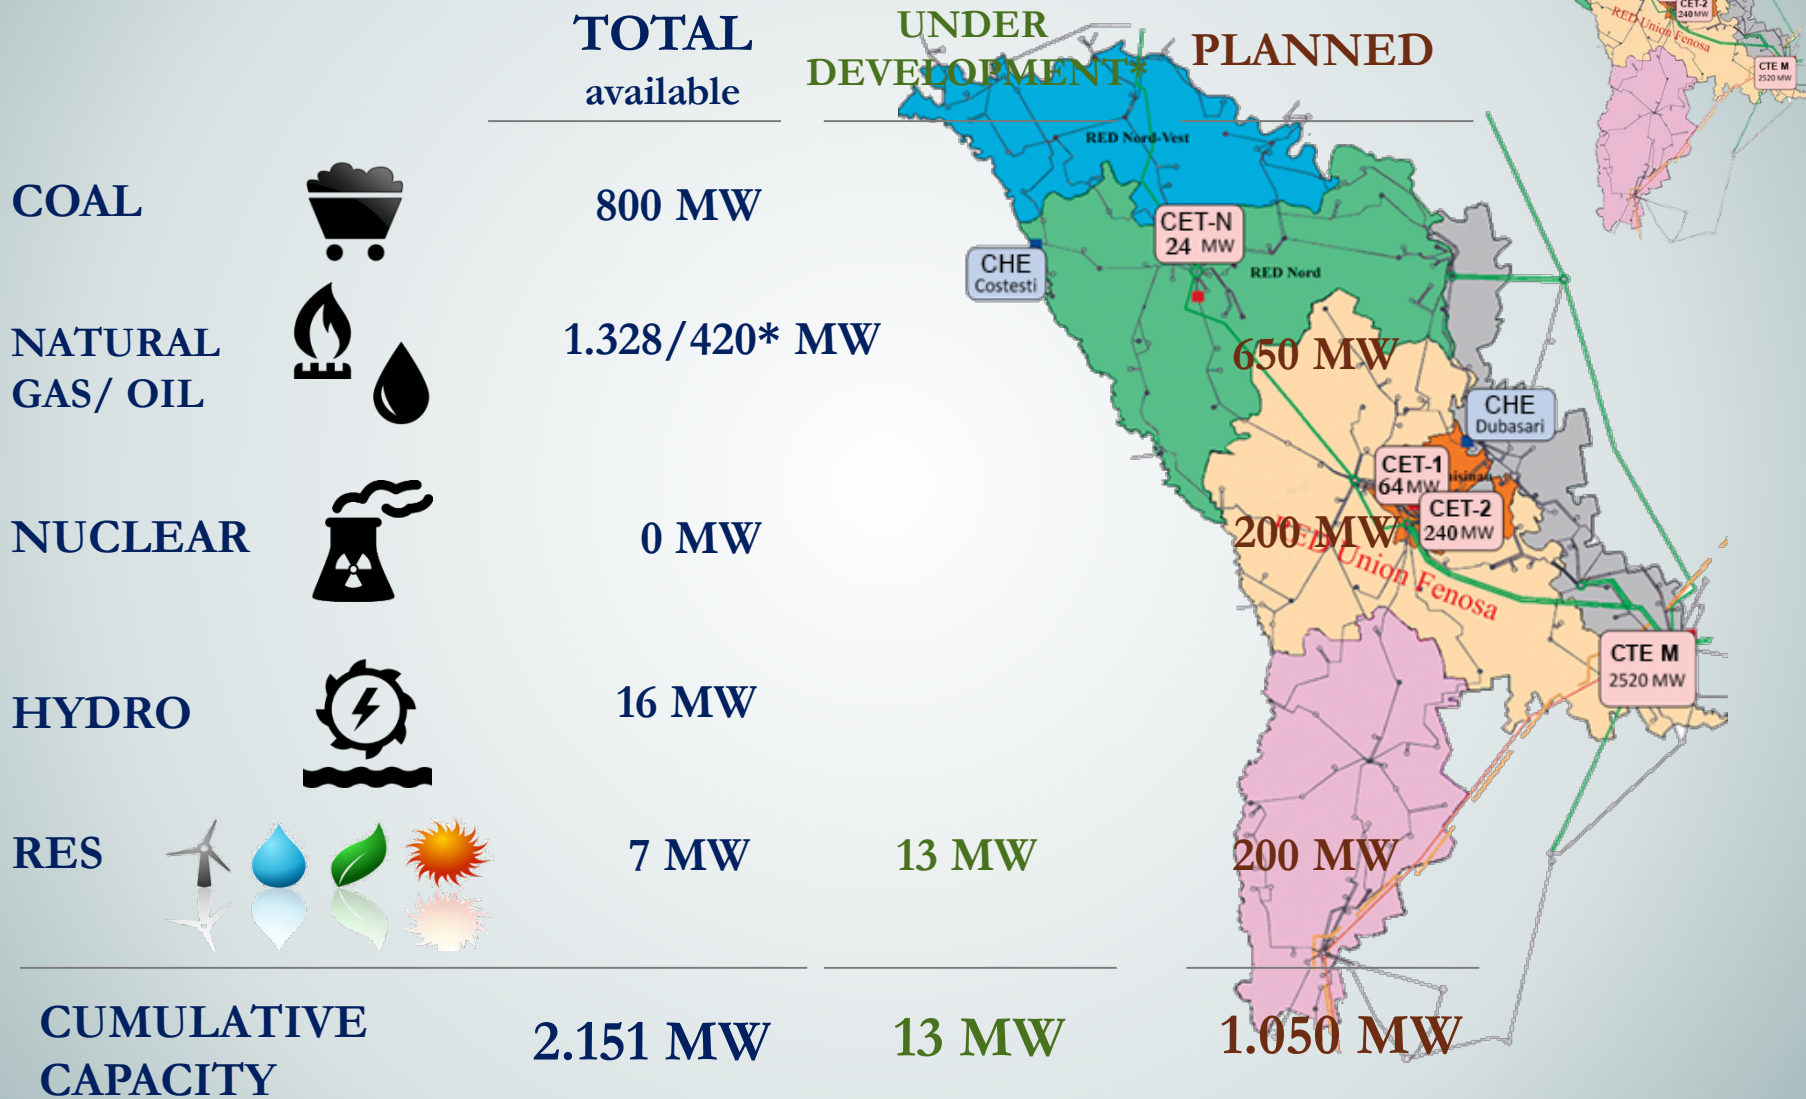 TOTAL
available
UNDER
DEVELOPMENT*
PLANNED
COAL
800 MW
NATURAL
GAS/ OIL
1.328/420* MW
650 MW
NUCLEAR
0 MW
200 MW
HYDRO
16 MW
RES
7 MW
13 MW
200 MW
CUMULATIVE
CAPACITY
2.151 MW
13 MW
1.050 MW
RED Nord-Vest
CET-N
24 MW
CHE
Costesti
RED Nord
CHE
Dubasari
CET-1
64 MW
CET-2
240 MW
RED Union Fenosa
CTE M
2520 MW
CET-2
240 MW
RED Union Fenosa
CTE M
2520 MW